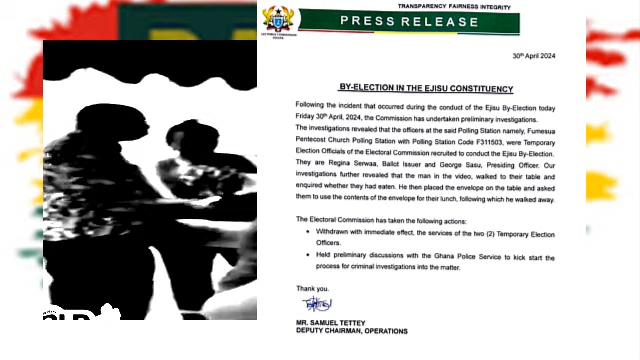 TRANSPARENCY FAIRNESS INTEGRITY
PRESS RELEASE
30th April 2024
BY-ELECTION IN THE EJISU CONSTITUENCY
Following the incident that occurred during the conduct of the Ejisu By-Election today
Friday 30th April, 2024, the Commission has undertaken preliminary investigations.
The investigations revealed that the officers at the said Polling Station namely, Fumesua
Pentecost Church Polling Station with Polling Station Code F311503, were Temporary
Election Officials of the Electoral Commission recruited to conduct the Ejisu By-Election.
They are Regina Serwaa, Ballot Issuer and George Sasu, Presiding Officer. Our
investigations further revealed that the man in the video, walked to their table and
enquired whether they had eaten. He then placed the envelope on the table and asked
them to use the contents of the envelope for their lunch, following which he walked away.
The Electoral Commission has taken the following actions:
• Withdrawn with immediate effect, the services of the two (2) Temporary Election
Officers.
• Held preliminary discussions with the Ghana Police Service to kick start the
process for criminal investigations into the matter.
Thank you.
MR. SAMUEL TETTEY
DEPUTY CHAIRMAN, OPERATIONS